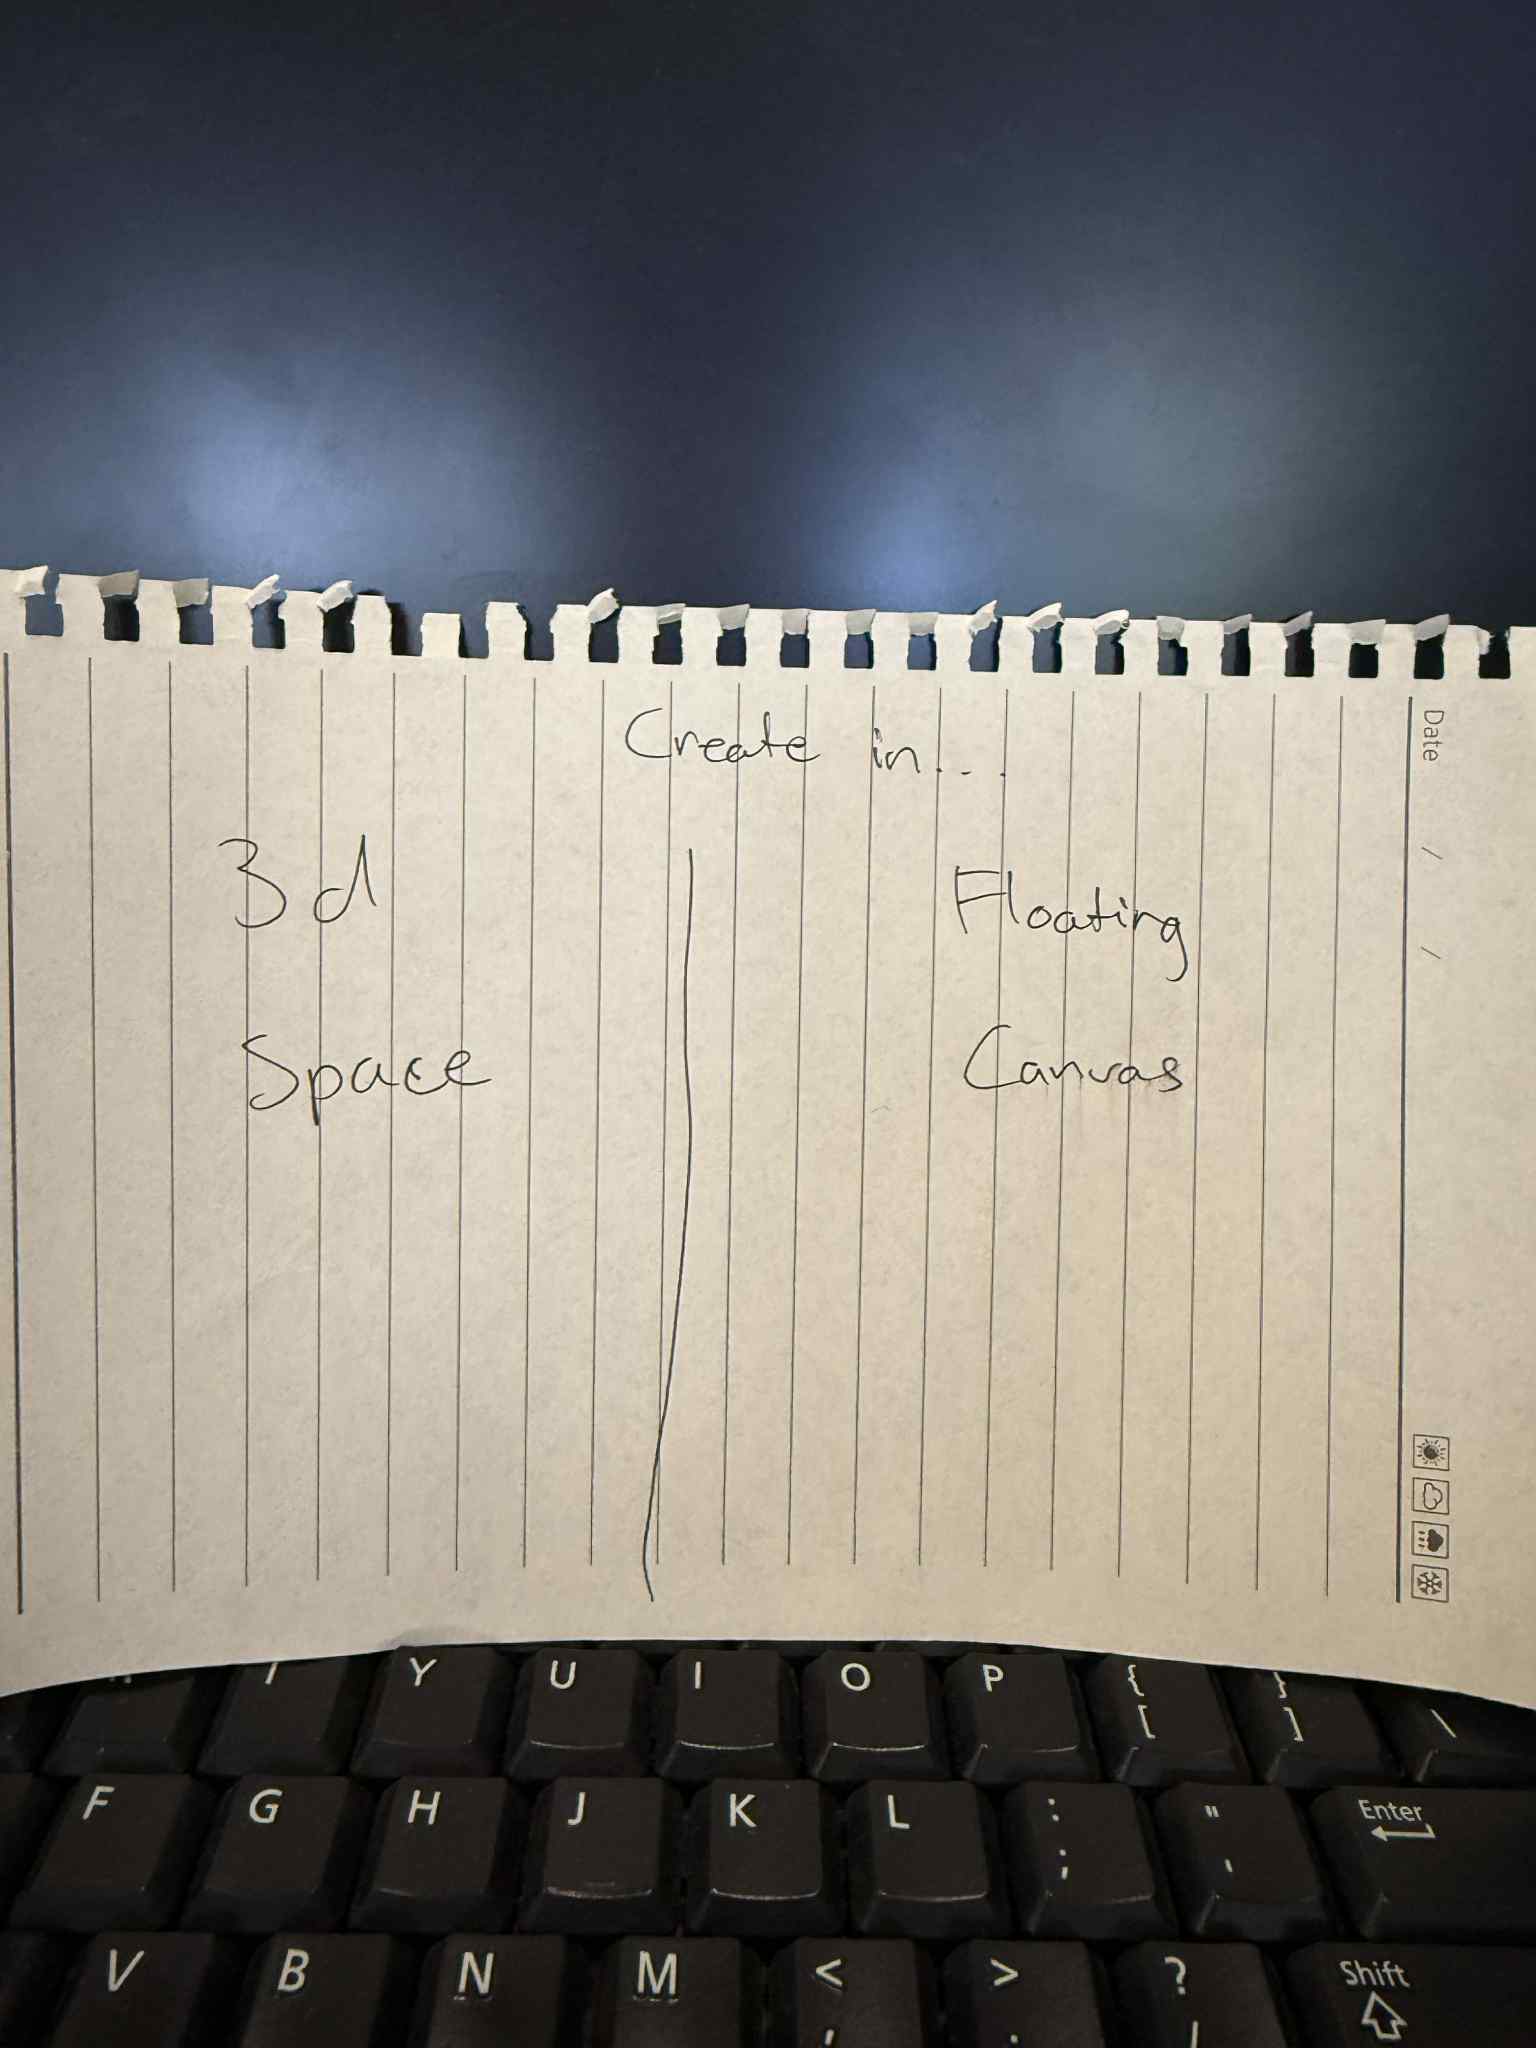 Create in...
3d
Space
Floating
Canvas
Date / /
Y U I O P { [ } ] \
F G H J K L : ; " ' Enter
V B N M < , > . ? / Shift